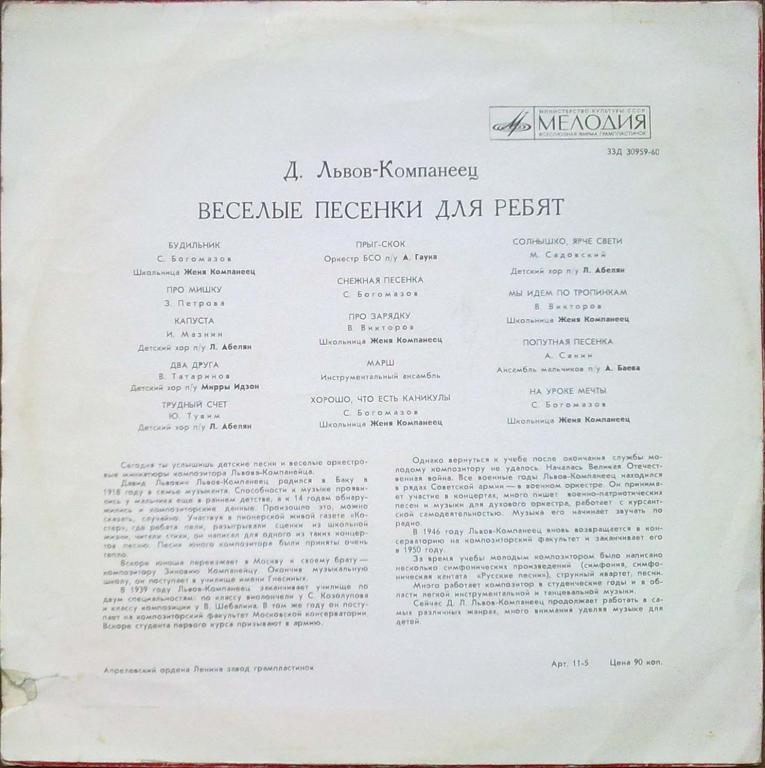 МИНИСТЕРСТВО КУЛЬТУРЫ СССР
МЕЛОДИЯ
ВСЕСОЮЗНАЯ ФИРМА ГРАМПЛАСТИНОК
33Д 30959-60
Д. Львов-Компанеец
ВЕСЕЛЫЕ ПЕСЕНКИ ДЛЯ РЕБЯТ
БУДИЛЬНИК
С. Богомазов
Школьница Женя Компанеец
ПРО МИШКУ
З. Петрова
КАПУСТА
И. Мазнин
Детский хор п/у Л. Абелян
ДВА ДРУГА
В. Татаринов
Детский хор п/у Мирры Идзон
ТРУДНЫЙ СЧЕТ
Ю. Тувим
Детский хор п/у Л. Абелян
ПРЫГ-СКОК
Оркестр БСО п/у А. Гаука
СНЕЖНАЯ ПЕСЕНКА
С. Богомазов
ПРО ЗАРЯДКУ
В. Викторов
Школьница Женя Компанеец
МАРШ
Инструментальный ансамбль
ХОРОШО, ЧТО ЕСТЬ КАНИКУЛЫ
С. Богомазов
Школьница Женя Компанеец
СОЛНЫШКО, ЯРЧЕ СВЕТИ
М. Садовский
Детский хор п/у Л. Абелян
МЫ ИДЕМ ПО ТРОПИНКАМ
В. Викторов
Школьница Женя Компанеец
ПОПУТНАЯ ПЕСЕНКА
А. Санин
Ансамбль мальчиков п/у А. Баева
НА УРОКЕ МЕЧТЫ
С. Богомазов
Школьница Женя Компанеец
Сегодня ты услышишь детские песни и веселые оркестро-
вые миниатюры композитора Львова-Компанейца.
Давид Львович Львов-Компанеец родился в Баку в
1918 году в семье музыканта. Способности к музыке прояви-
лись у мальчика еще в раннем детстве, а к 14 годам обнару-
жились и композиторские данные. Произошло это, можно
сказать, случайно. Участвуя в пионерской живой газете «Ко-
стер», где ребята пели, разыгрывали сценки из школьной
жизни, читали стихи, он написал для одного из таких концер-
тов песню. Песня юного композитора были приняты очень
тепло.
Вскоре юноша переезжает в Москву к своему брату —
композитору Зиновию Компанейцу. Окончив музыкальную
школу, он поступает в училище имени Гнесиных.
В 1939 году Львов-Компанеец заканчивает училище по
двум специальностям: по классу виолончели у С. Козолупова
и классу композиции у В. Шебалина. В том же году он посту-
пает на композиторский факультет Московской консерватории.
Вскоре студента первого курса призывают в армию.
Однако вернуться к учебе после окончания службы мо-
лодому композитору не удалось. Началась Великая Отечест-
венная война. Все военные годы Львов-Компанеец находился
в рядах Советской армии — в военном оркестре. Он принима-
ет участие в концертах, много пишет военно-патриотических
песен и музыки для духового оркестра, работает с курсант-
ской самодеятельностью. Музыка его начинает звучать по
радио.
В 1946 году Львов-Компанеец вновь возвращается в кон-
серваторию на композиторский факультет и заканчивает его
в 1950 году.
За время учебы молодым композитором было написано
несколько симфонических произведений (симфония, симфони-
ческая кантата «Русские песни»), струнный квартет, песни.
Много работает композитор в студенческие годы и в об-
ласти легкой инструментальной и танцевальной музыки.
Сейчас Д. Л. Львов-Компанеец продолжает работать в са-
мых различных жанрах, много внимания уделяя музыке для
детей.
Апрелевский ордена Ленина завод грампластинок
Арт. 11-5
Цена 90 коп.